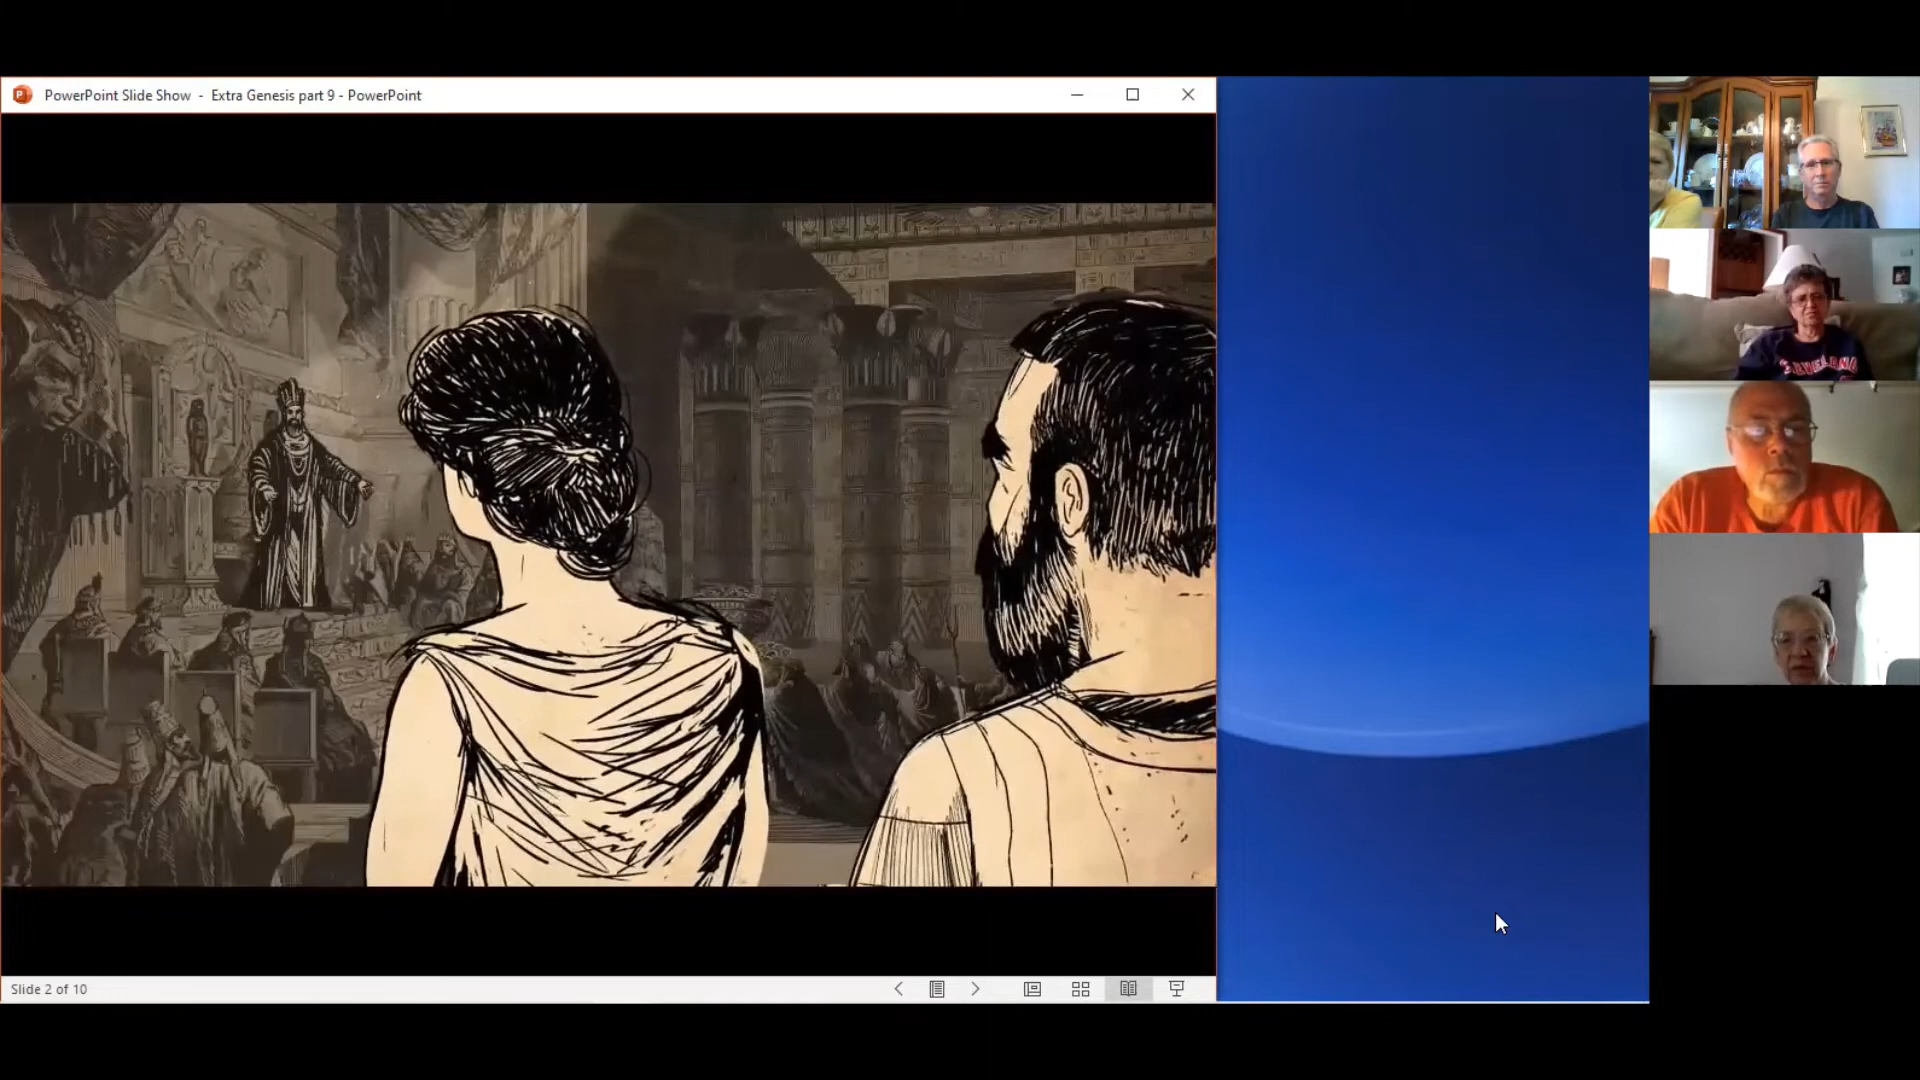 PowerPoint Slide Show - Extra Genesis part 9 - PowerPoint
Slide 2 of 10